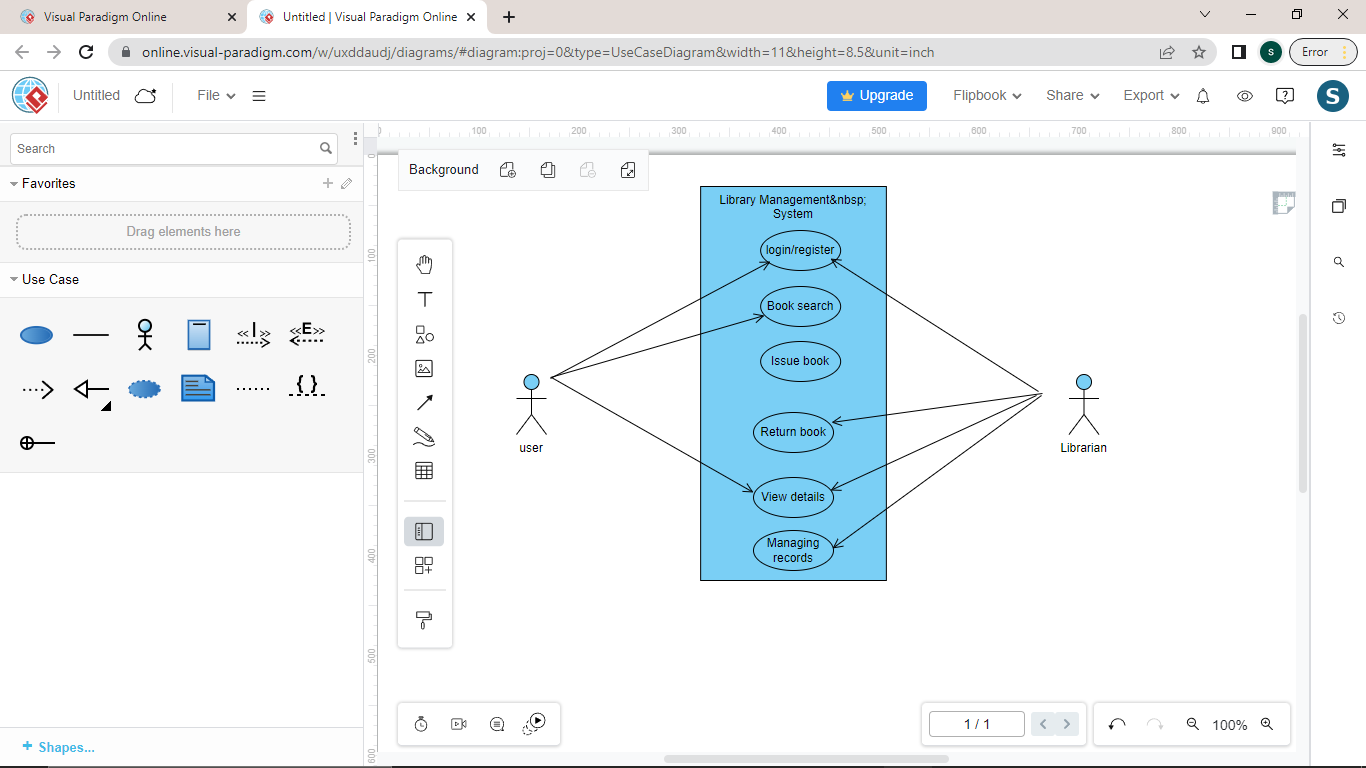 Visual Paradigm Online
Untitled | Visual Paradigm Online
online.visual-paradigm.com/w/uxddaudj/diagrams/#diagram:proj=0&type=UseCaseDiagram&width=11&height=8.5&unit=inch
S
Error
Untitled
File
Upgrade
Flipbook
Share
Export
S
Search
Favorites
Drag elements here
Use Case
<<I>>
<<E>>
{ }
+ Shapes...
0 100 200 300 400 500 600 700 800 900
0
100
200
300
400
500
600
Background
T
Library Management&nbsp;
System
login/register
Book search
Issue book
Return book
View details
Managing
records
user
Librarian
1 / 1
100%